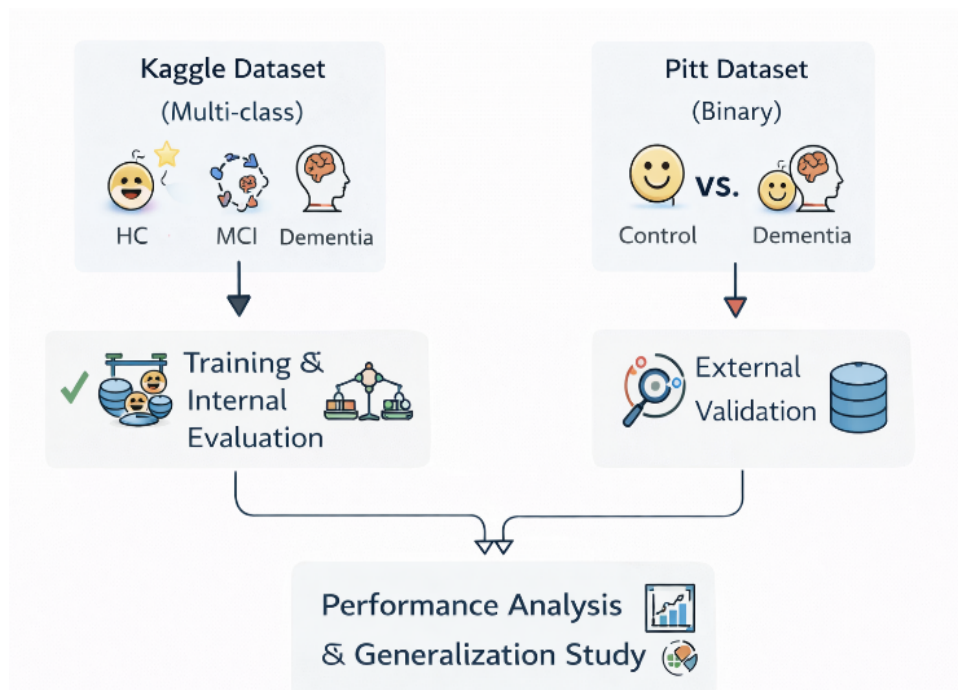 Kaggle Dataset
(Multi-class)
HC
MCI
Dementia
Pitt Dataset
(Binary)
vs.
Control
Dementia
Training &
Internal
Evaluation
External
Validation
Performance Analysis
& Generalization Study